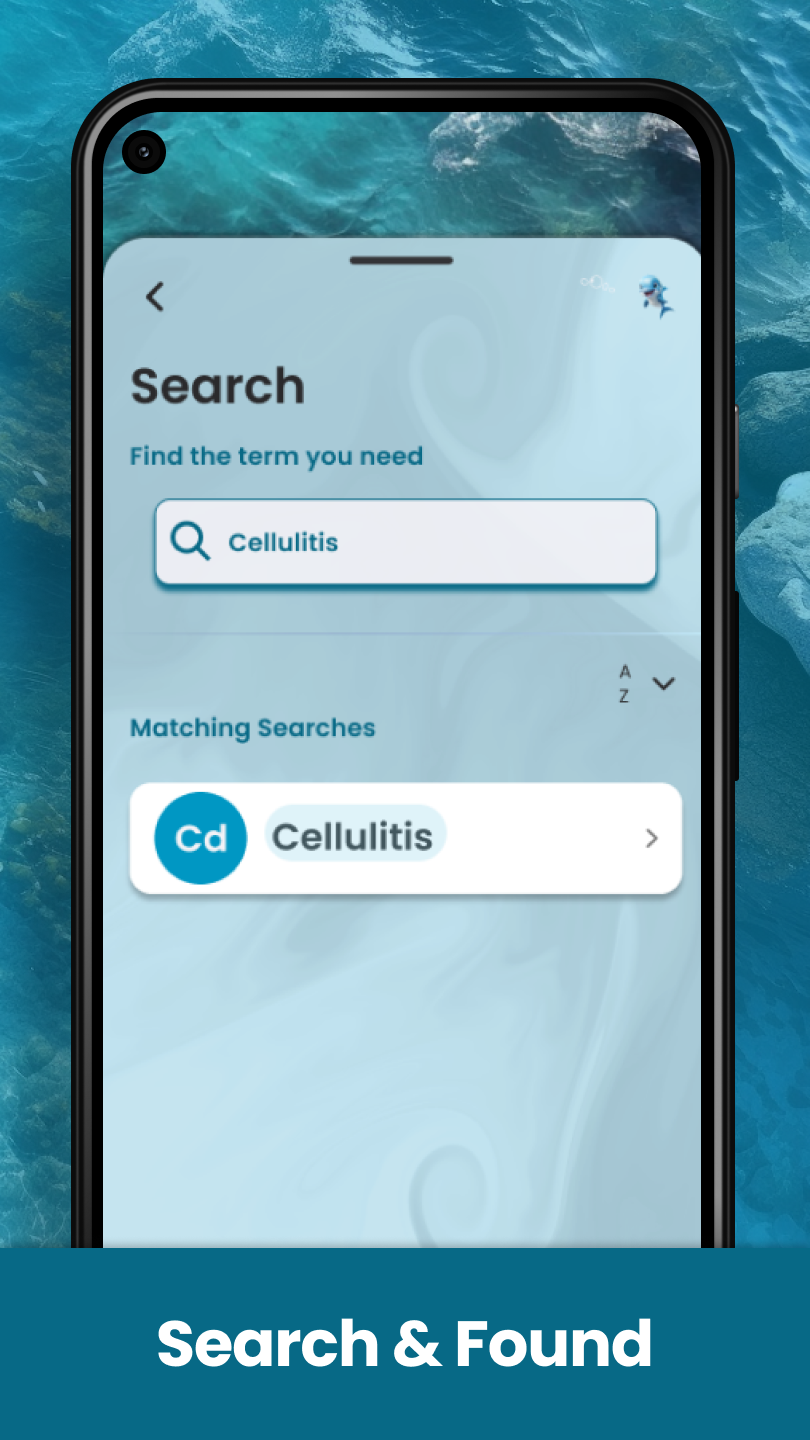 Search
Find the term you need
Cellulitis
A
Z
Matching Searches
Cd
Cellulitis
Search & Found